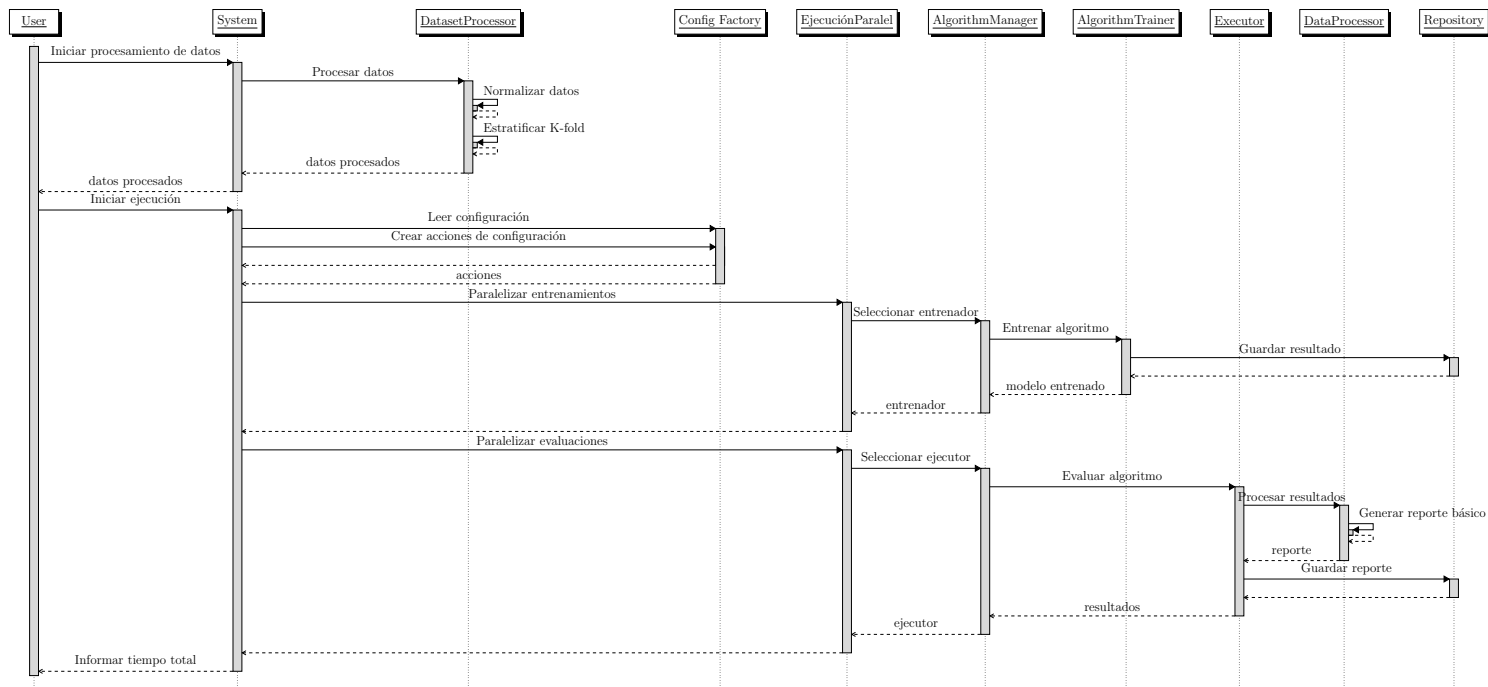 User
System
DatasetProcessor
Config Factory
EjecuciónParalel
AlgorithmManager
AlgorithmTrainer
Executor
DataProcessor
Repository
Iniciar procesamiento de datos
Procesar datos
Normalizar datos
Estratificar K-fold
datos procesados
datos procesados
Iniciar ejecución
Leer configuración
Crear acciones de configuración
acciones
Paralelizar entrenamientos
Seleccionar entrenador
Entrenar algoritmo
Guardar resultado
modelo entrenado
entrenador
Paralelizar evaluaciones
Seleccionar ejecutor
Evaluar algoritmo
Procesar resultados
Generar reporte básico
reporte
Guardar reporte
resultados
ejecutor
Informar tiempo total